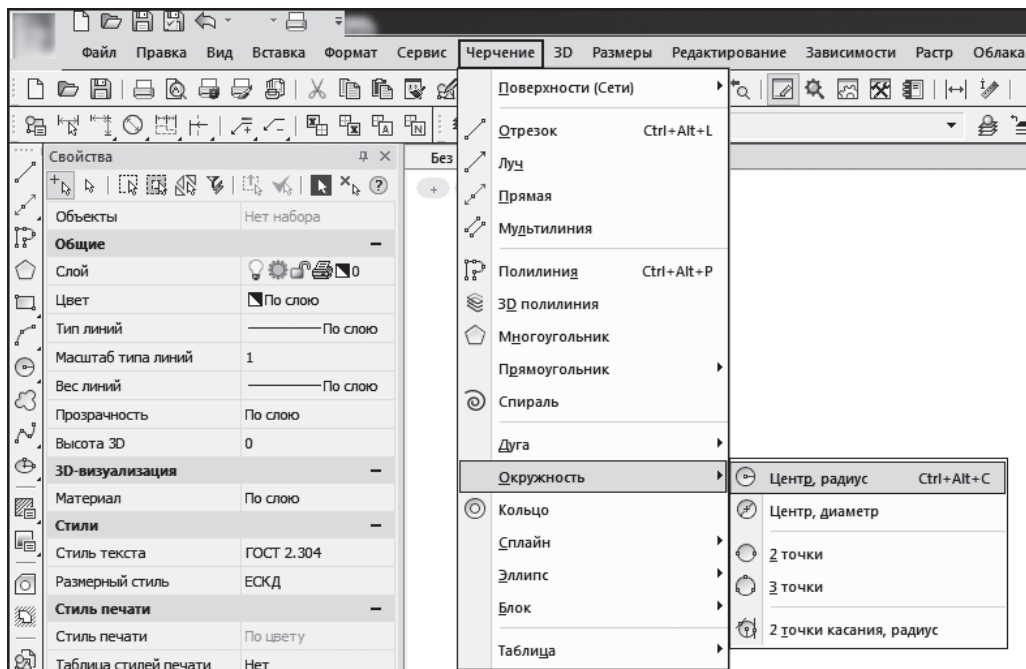 Файл Правка Вид Вставка Формат Сервис Черчение 3D Размеры Редактирование Зависимости Растр Облака
Свойства
Объекты Нет набора
Общие
Слой 0
Цвет По слою
Тип линий По слою
Масштаб типа линий 1
Вес линий По слою
Прозрачность По слою
Высота 3D 0
3D-визуализация
Материал По слою
Стили
Стиль текста ГОСТ 2.304
Размерный стиль ЕСКД
Стиль печати
Стиль печати По цвету
Таблица стилей печати Нет
Без
Поверхности (Сети)
Отрезок Ctrl+Alt+L
Луч
Прямая
Мультилиния
Полилиния Ctrl+Alt+P
3D полилиния
Многоугольник
Прямоугольник
Спираль
Дуга
Окружность
Кольцо
Сплайн
Эллипс
Блок
Таблица
Центр, радиус Ctrl+Alt+C
Центр, диаметр
2 точки
3 точки
2 точки касания, радиус